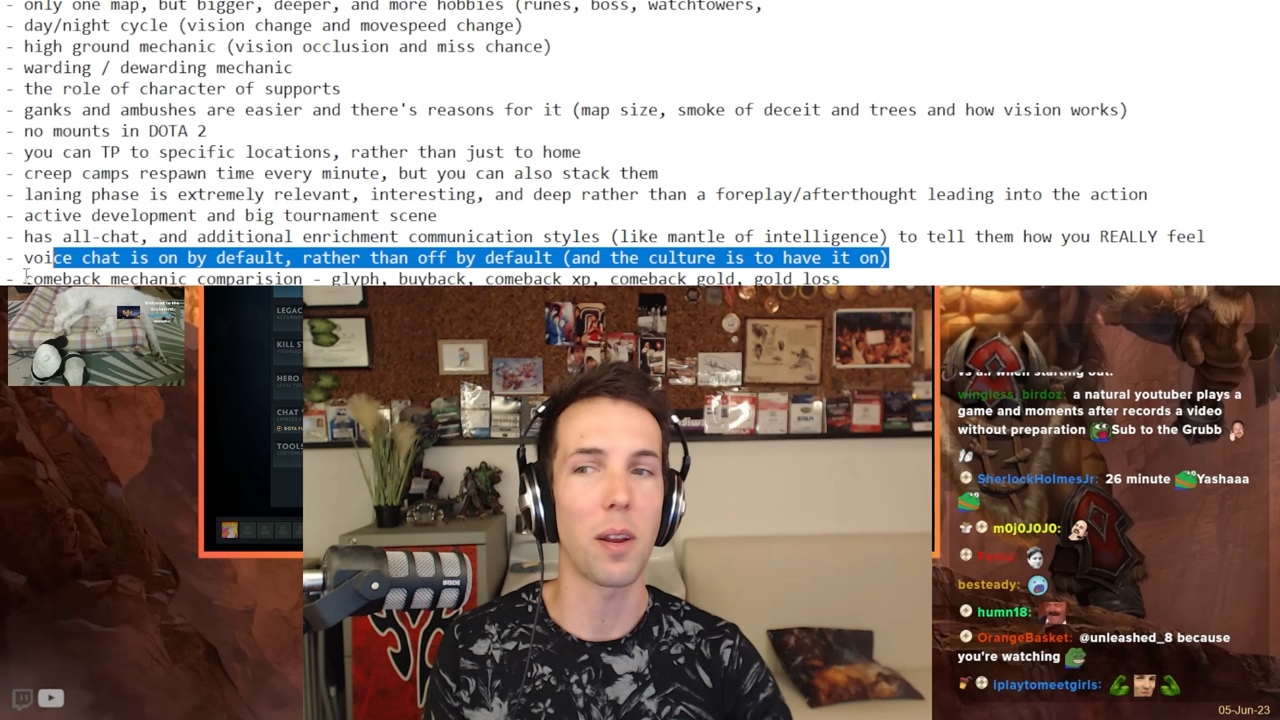 - only one map, but bigger, deeper, and more hobbies (runes, boss, watchtowers,
- day/night cycle (vision change and movespeed change)
- high ground mechanic (vision occlusion and miss chance)
- warding / dewarding mechanic
- the role of character of supports
- ganks and ambushes are easier and there's reasons for it (map size, smoke of deceit and trees and how vision works)
- no mounts in DOTA 2
- you can TP to specific locations, rather than just to home
- creep camps respawn time every minute, but you can also stack them
- laning phase is extremely relevant, interesting, and deep rather than a foreplay/afterthought leading into the action
- active development and big tournament scene
- has all-chat, and additional enrichment communication styles (like mantle of intelligence) to tell them how you REALLY feel
- voice chat is on by default, rather than off by default (and the culture is to have it on)
- comeback mechanic comparision - glyph, buyback, comeback xp, comeback gold, gold loss
LEGAC
KILL S
HERO
CHAT
TOOLS
vs all when starting out.
wingless_birdoz: a natural youtuber plays a
game and moments after records a video
without preparation Sub to the Grubb
SherlockHolmesJr: 26 minute Yashaaa
m0j0J0J0:
besteady:
humn18:
OrangeBasket: @unleashed_8 because
you're watching
iplaytomeetgirls:
05-Jun-23